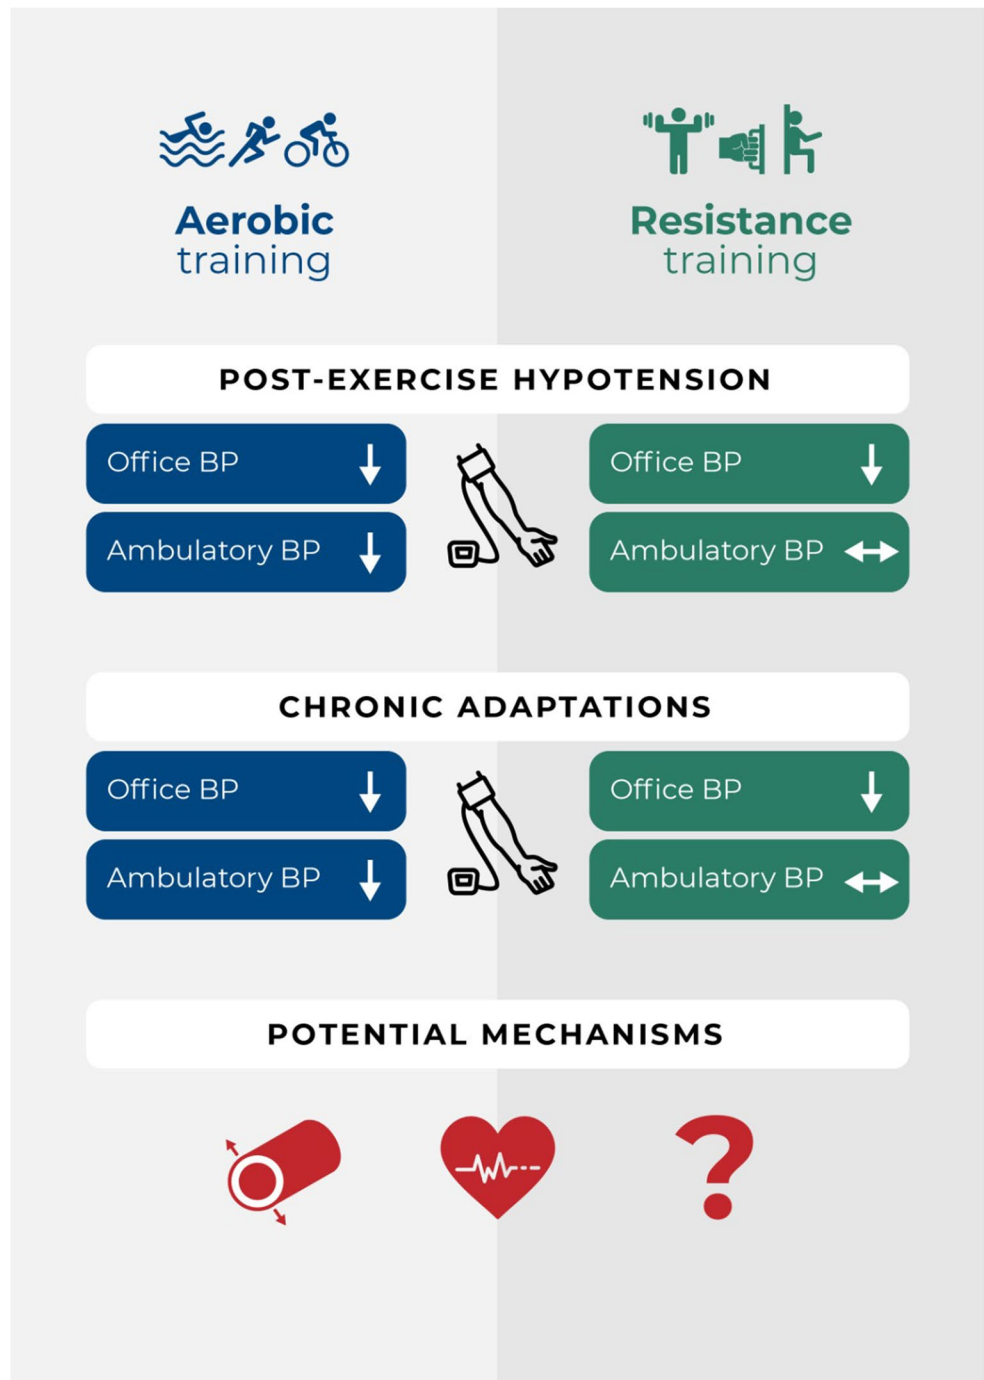 Aerobic
training
Resistance
training
POST-EXERCISE HYPOTENSION
Office BP
Ambulatory BP
Office BP
Ambulatory BP
CHRONIC ADAPTATIONS
Office BP
Ambulatory BP
Office BP
Ambulatory BP
POTENTIAL MECHANISMS
?